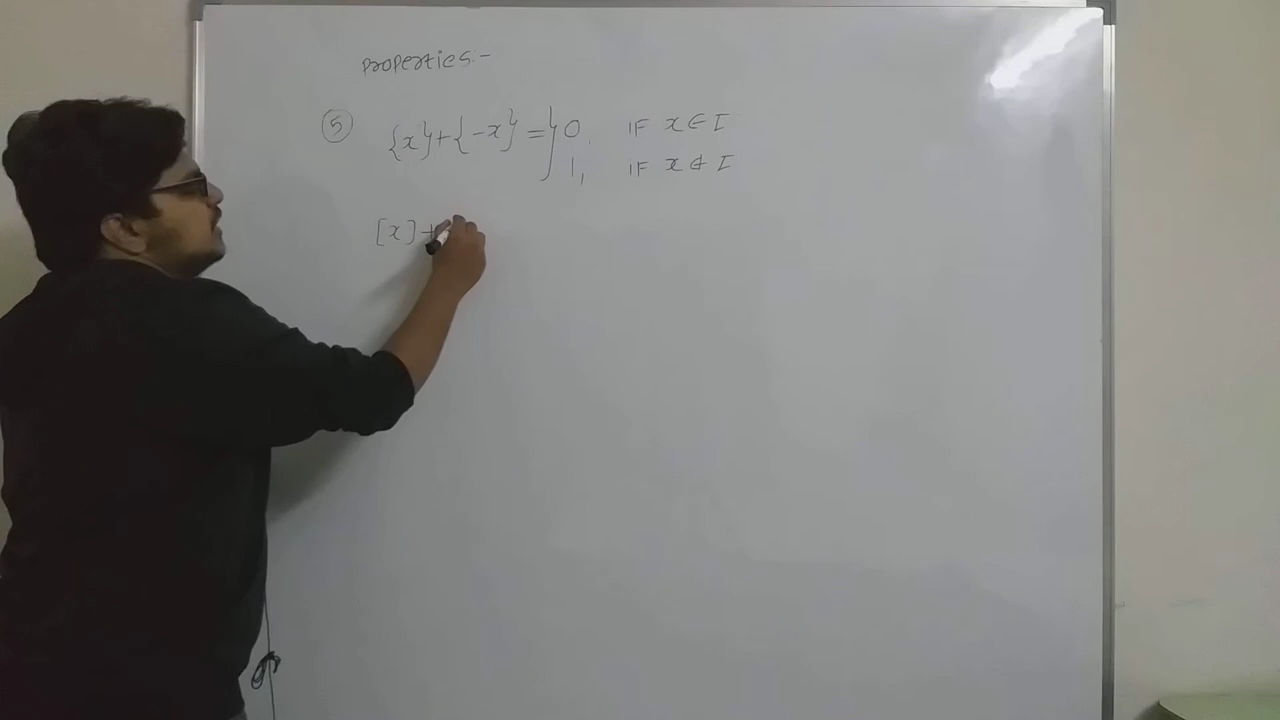 Properties:-
⑤ {x}+{-x} = } 0, IF x ∈ I
1, IF x ∉ I
[x]+